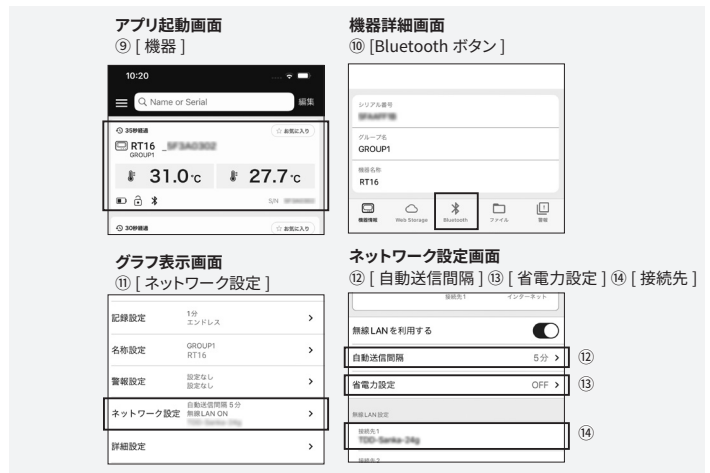 アプリ起動画面
⑨ [ 機器 ]
10:20
Name or Serial
編集
35秒経過
お気に入り
RT16
GROUP1
31.0℃
27.7℃
S/N
30秒経過
お気に入り
機器詳細画面
⑩ [Bluetooth ボタン ]
シリアル番号
グループ名
GROUP1
機器名称
RT16
機器情報
Web Storage
Bluetooth
ファイル
警報
グラフ表示画面
⑪ [ ネットワーク設定 ]
記録設定
1分
エンドレス
名称設定
GROUP1
RT16
警報設定
設定なし
設定なし
ネットワーク設定
自動送信間隔 5分
無線LAN ON
詳細設定
ネットワーク設定画面
⑫ [ 自動送信間隔 ] ⑬ [ 省電力設定 ] ⑭ [ 接続先 ]
接続先1
インターネット
無線LANを利用する
自動送信間隔
5分
⑫
省電力設定
OFF
⑬
無線LAN設定
接続先1
⑭
接続先2